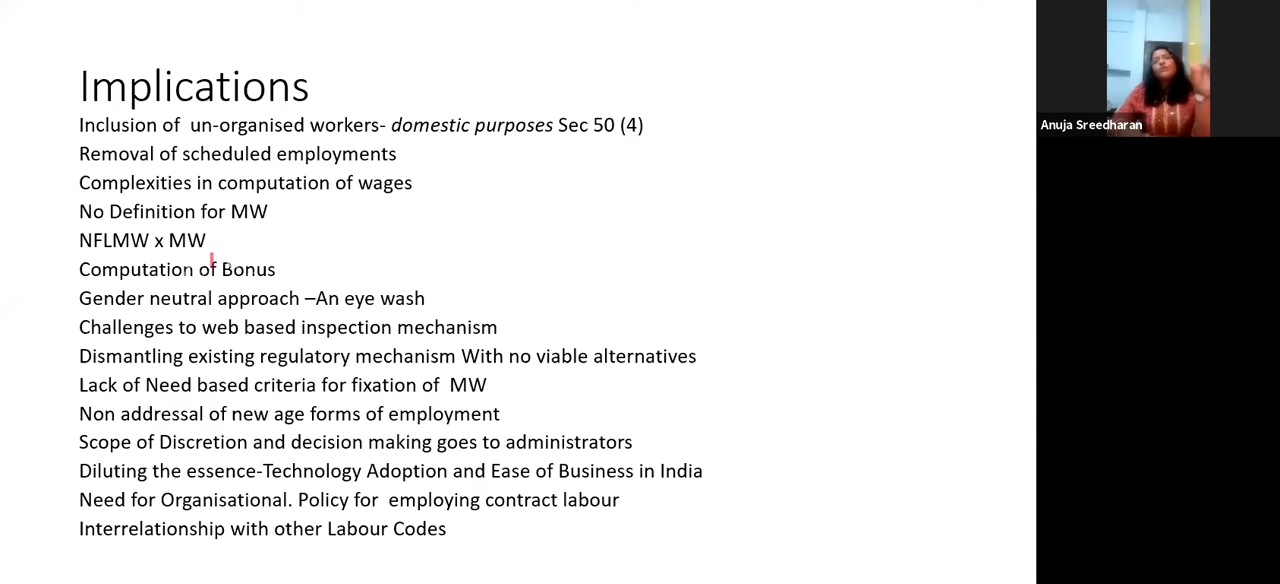 Implications
Inclusion of un-organised workers- domestic purposes Sec 50 (4)
Removal of scheduled employments
Complexities in computation of wages
No Definition for MW
NFLMW x MW
Computation of Bonus
Gender neutral approach –An eye wash
Challenges to web based inspection mechanism
Dismantling existing regulatory mechanism With no viable alternatives
Lack of Need based criteria for fixation of MW
Non addressal of new age forms of employment
Scope of Discretion and decision making goes to administrators
Diluting the essence-Technology Adoption and Ease of Business in India
Need for Organisational. Policy for employing contract labour
Interrelationship with other Labour Codes
Anuja Sreedharan